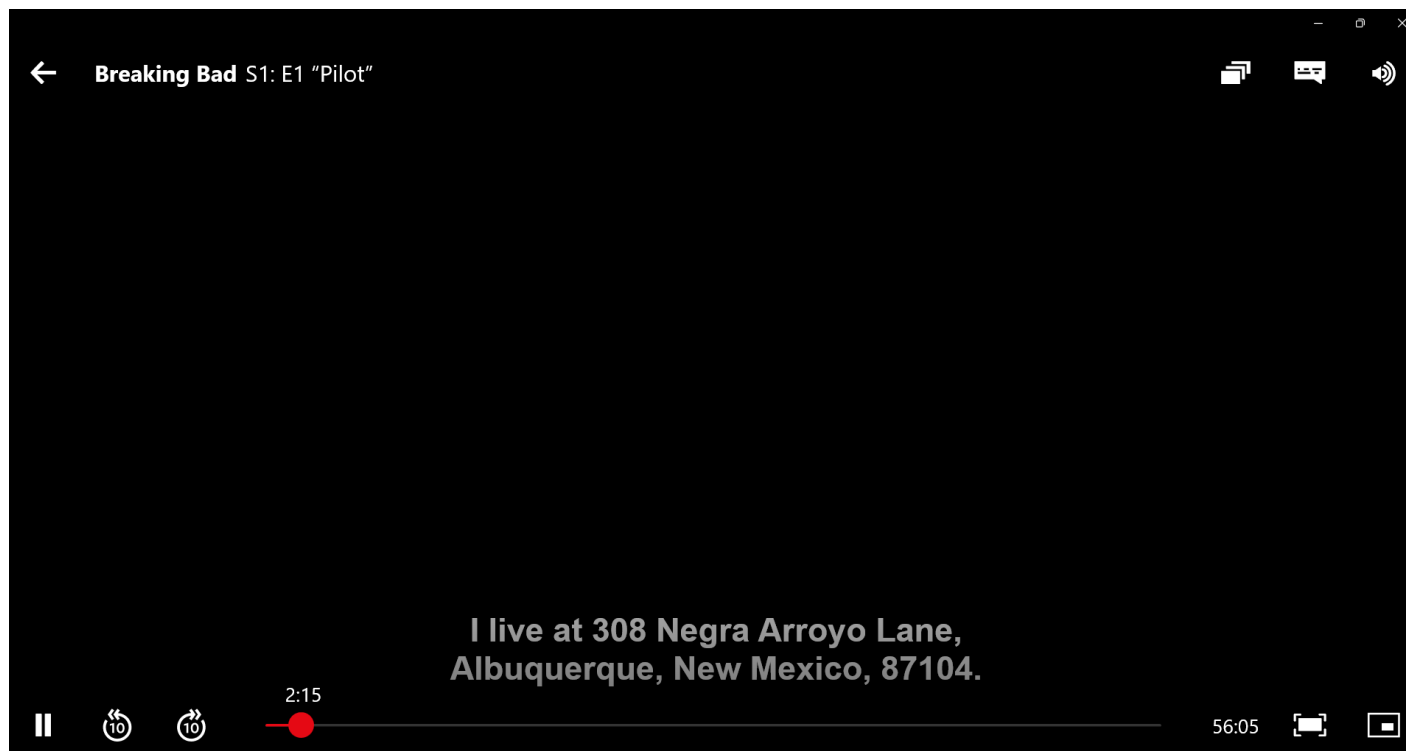 Breaking Bad S1: E1 “Pilot”
I live at 308 Negra Arroyo Lane,
Albuquerque, New Mexico, 87104.
2:15
10 10 56:05